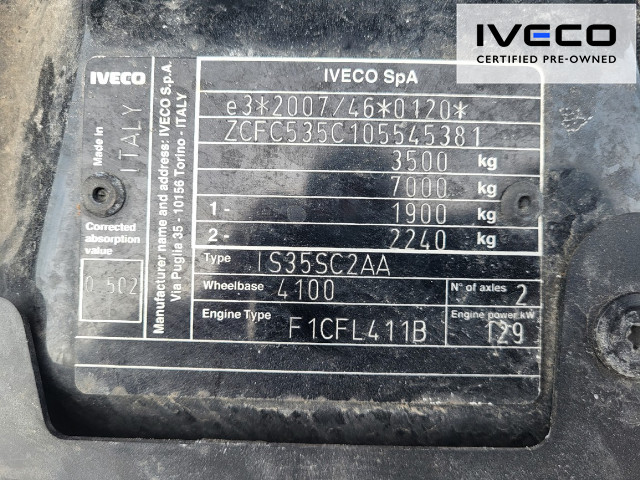 IVECO
CERTIFIED PRE-OWNED
IVECO
IVECO SpA
Made in
ITALY
Manufacturer name and address: IVECO S.p.A.
Via Puglia 35 - 10156 Torino - ITALY
e3*2007/46*0120*
ZCFC535C105545381
3500 kg
7000 kg
1- 1900 kg
2- 2240 kg
Corrected
absorption
value
0.502
Type IS35SC2AA
Wheelbase 4100
N° of axles 2
Engine Type F1CFL411B
Engine power kW
129